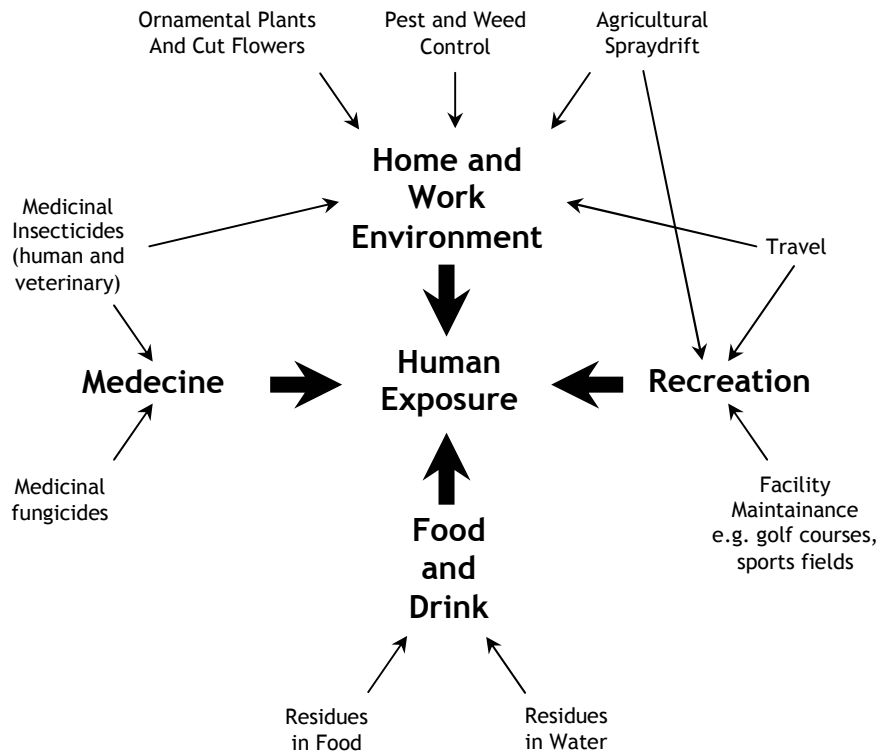 Ornamental Plants
And Cut Flowers
Pest and Weed
Control
Agricultural
Spraydrift
Home and
Work
Environment
Medicinal
Insecticides
(human and
veterinary)
Travel
Medecine
Human
Exposure
Recreation
Medicinal
fungicides
Facility
Maintainance
e.g. golf courses,
sports fields
Food
and
Drink
Residues
in Food
Residues
in Water